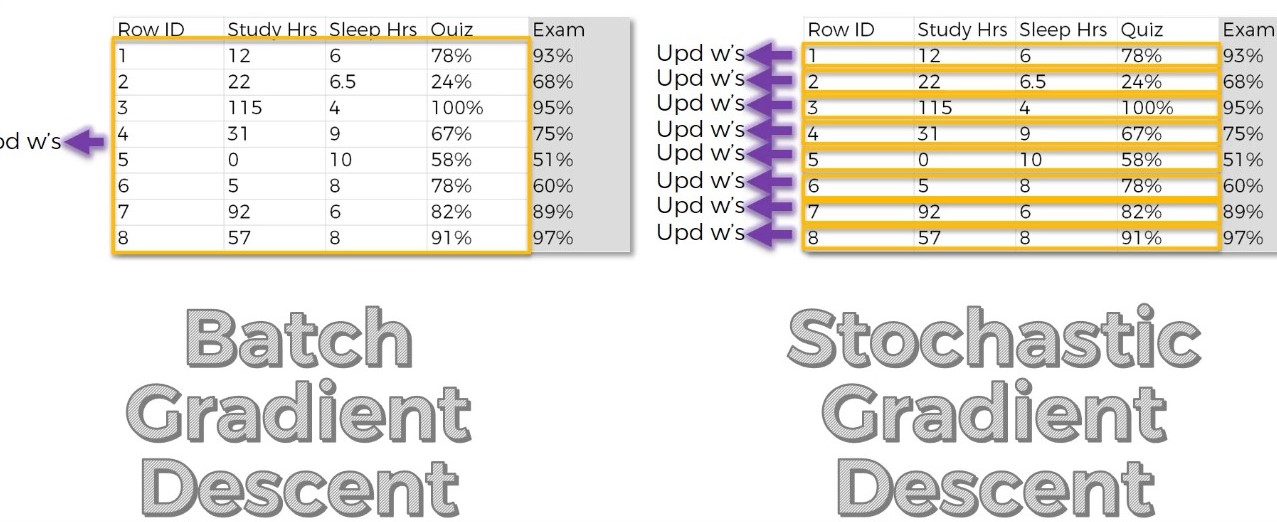 Row ID Study Hrs Sleep Hrs Quiz Exam
1 12 6 78% 93%
2 22 6.5 24% 68%
3 115 4 100% 95%
4 31 9 67% 75%
5 0 10 58% 51%
6 5 8 78% 60%
7 92 6 82% 89%
8 57 8 91% 97%
pd w's
Batch
Gradient
Descent
Row ID Study Hrs Sleep Hrs Quiz Exam
Upd w's 1 12 6 78% 93%
Upd w's 2 22 6.5 24% 68%
Upd w's 3 115 4 100% 95%
Upd w's 4 31 9 67% 75%
Upd w's 5 0 10 58% 51%
Upd w's 6 5 8 78% 60%
Upd w's 7 92 6 82% 89%
Upd w's 8 57 8 91% 97%
Stochastic
Gradient
Descent